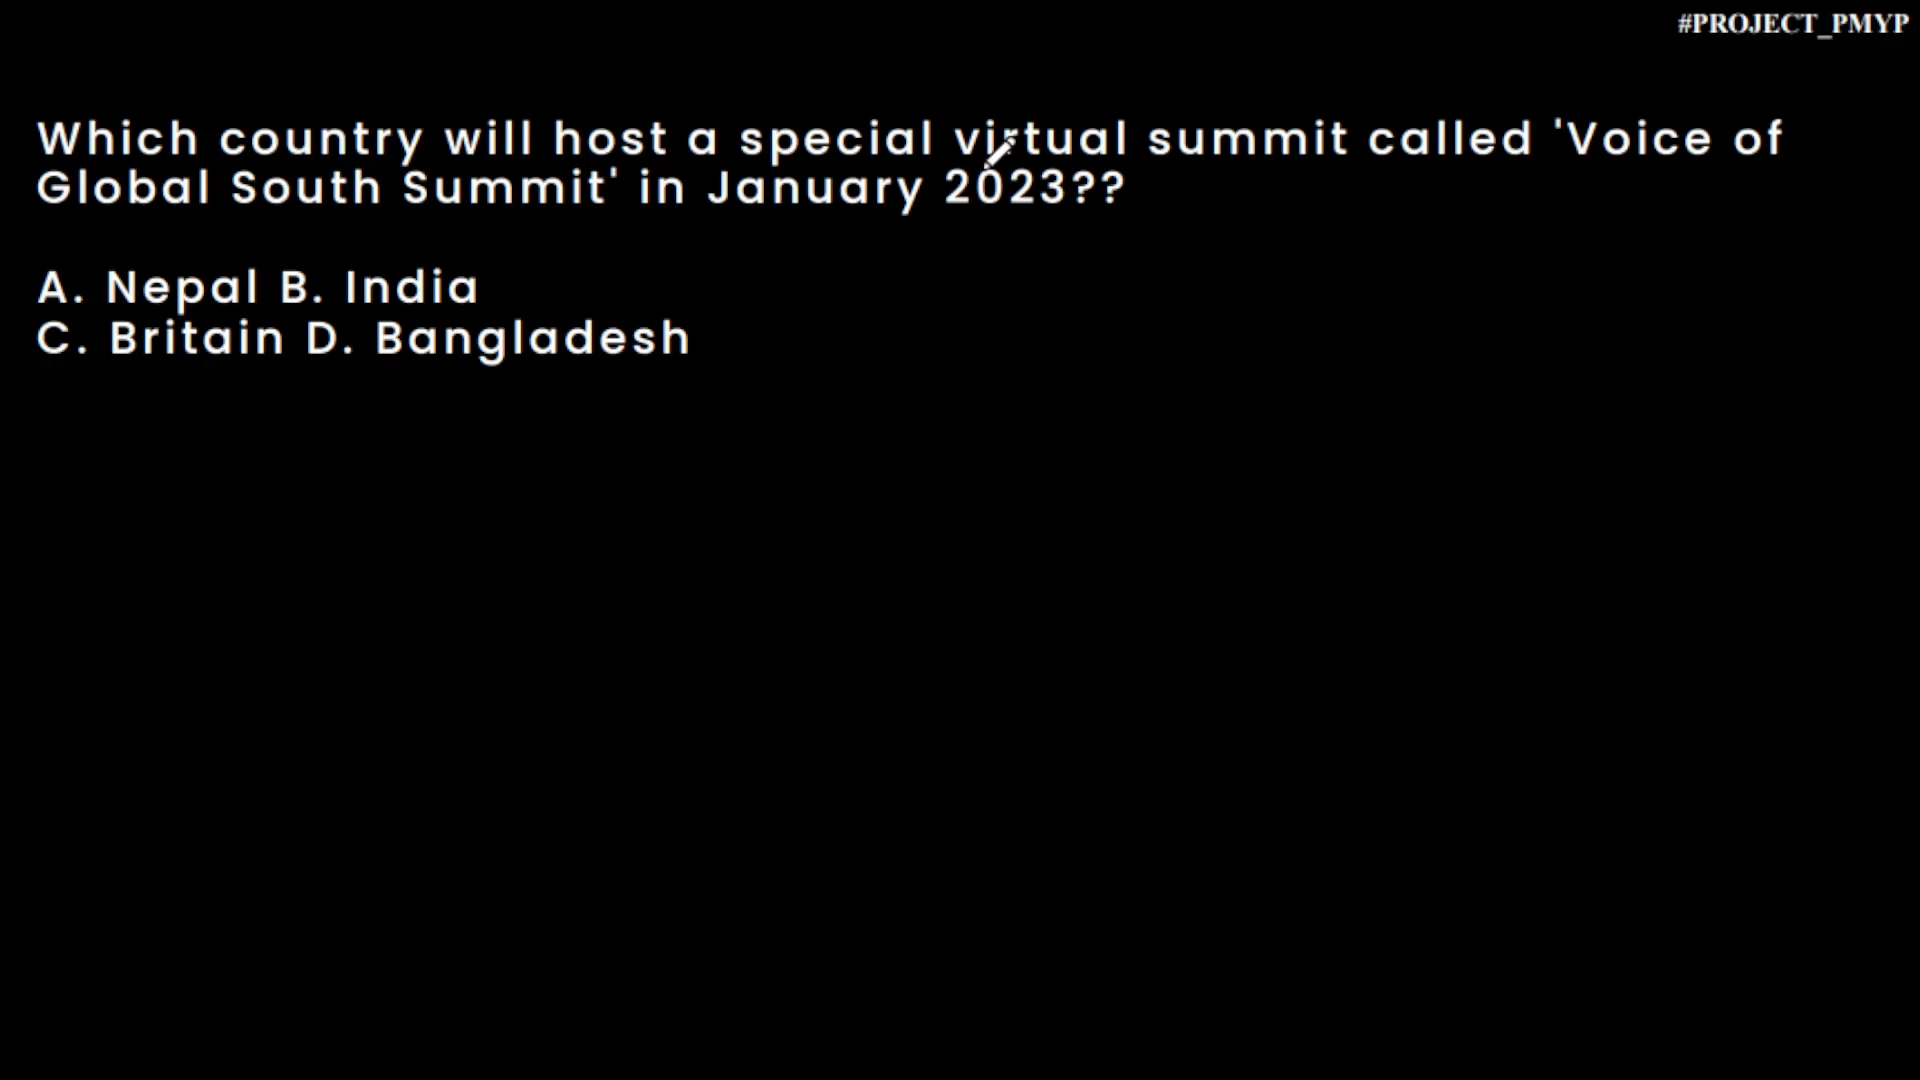 #PROJECT_PMYP
Which country will host a special virtual summit called 'Voice of
Global South Summit' in January 2023??
A. Nepal B. India
C. Britain D. Bangladesh